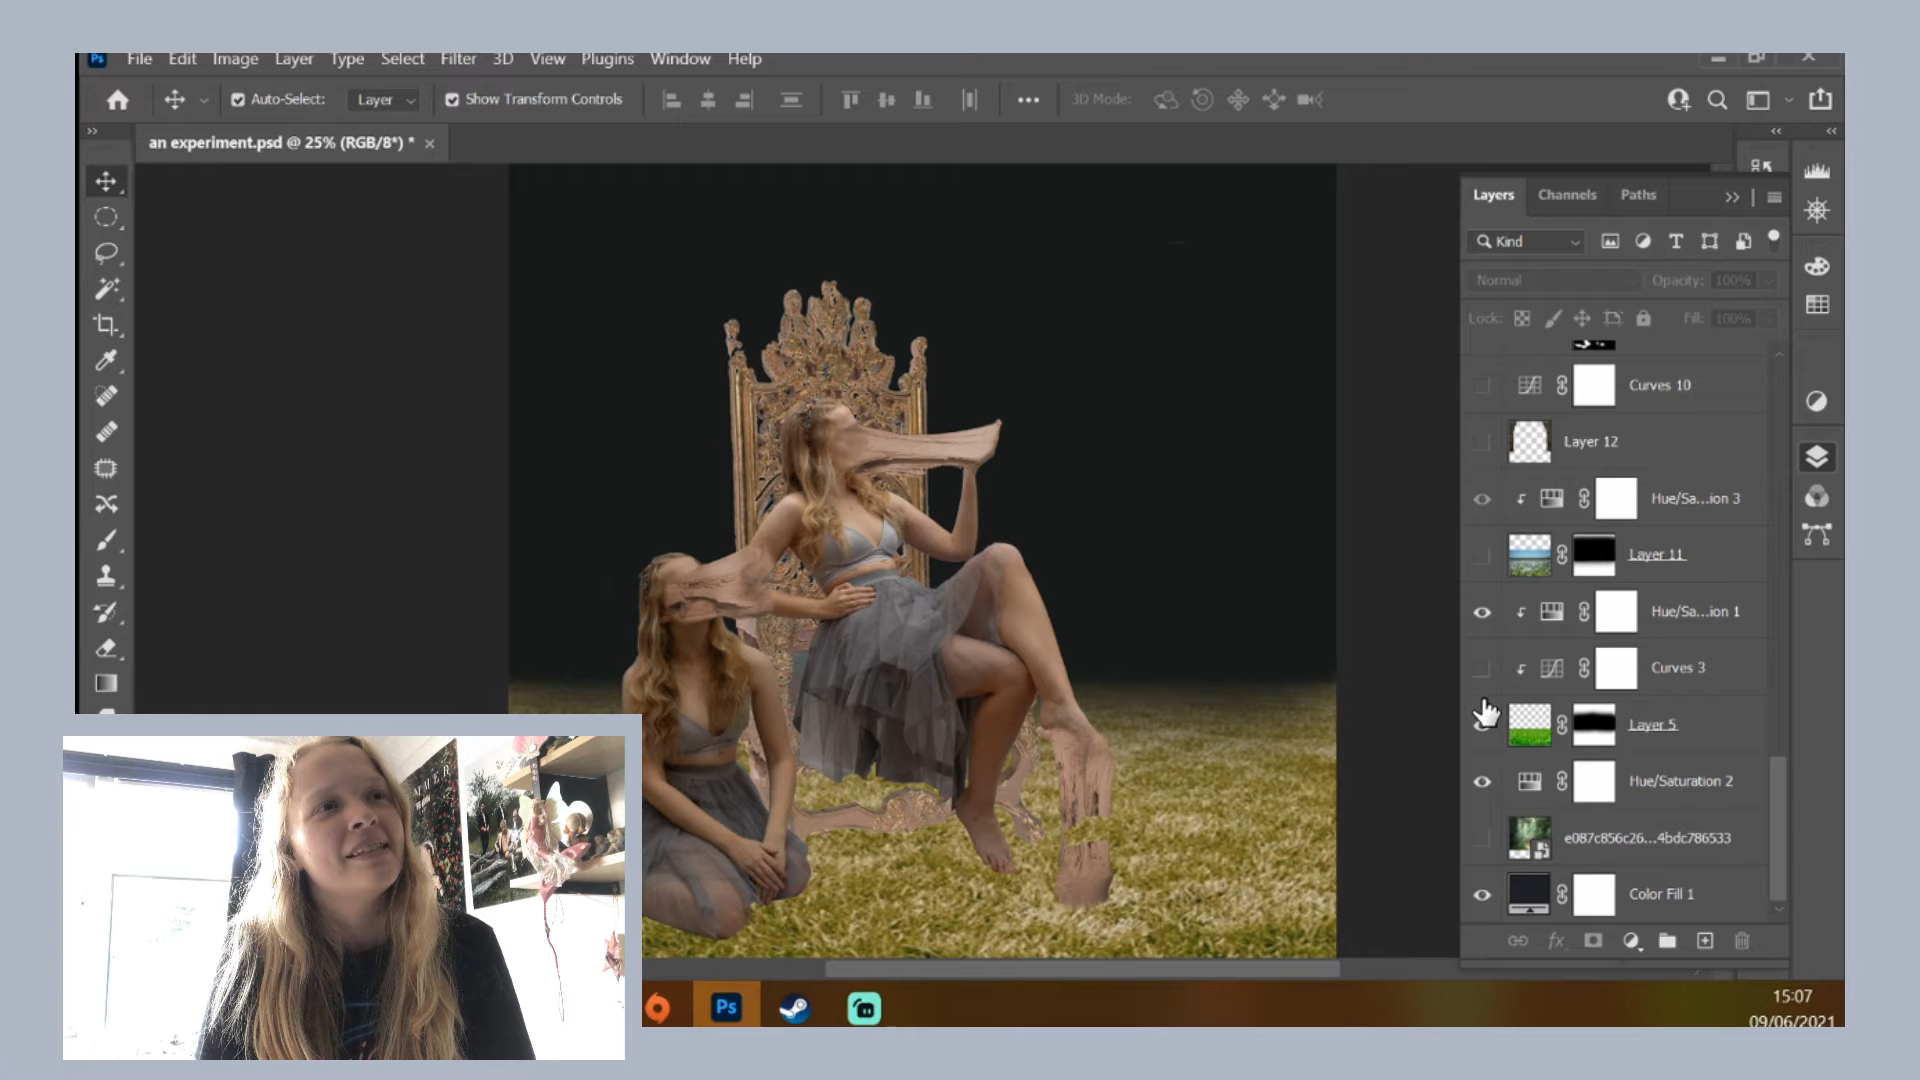 Ps File Edit Image Layer Type Select Filter 3D View Plugins Window Help
Auto-Select: Layer Show Transform Controls 3D Mode:
an experiment.psd @ 25% (RGB/8*) *
Layers Channels Paths
Kind
Normal Opacity: 100%
Lock: Fill: 100%
Curves 10
Layer 12
Hue/Sa...ion 3
Layer 11
Hue/Sa...ion 1
Curves 3
Layer 5
Hue/Saturation 2
e087c856c26...4bdc786533
Color Fill 1
fx
Ps
15:07
09/06/2021